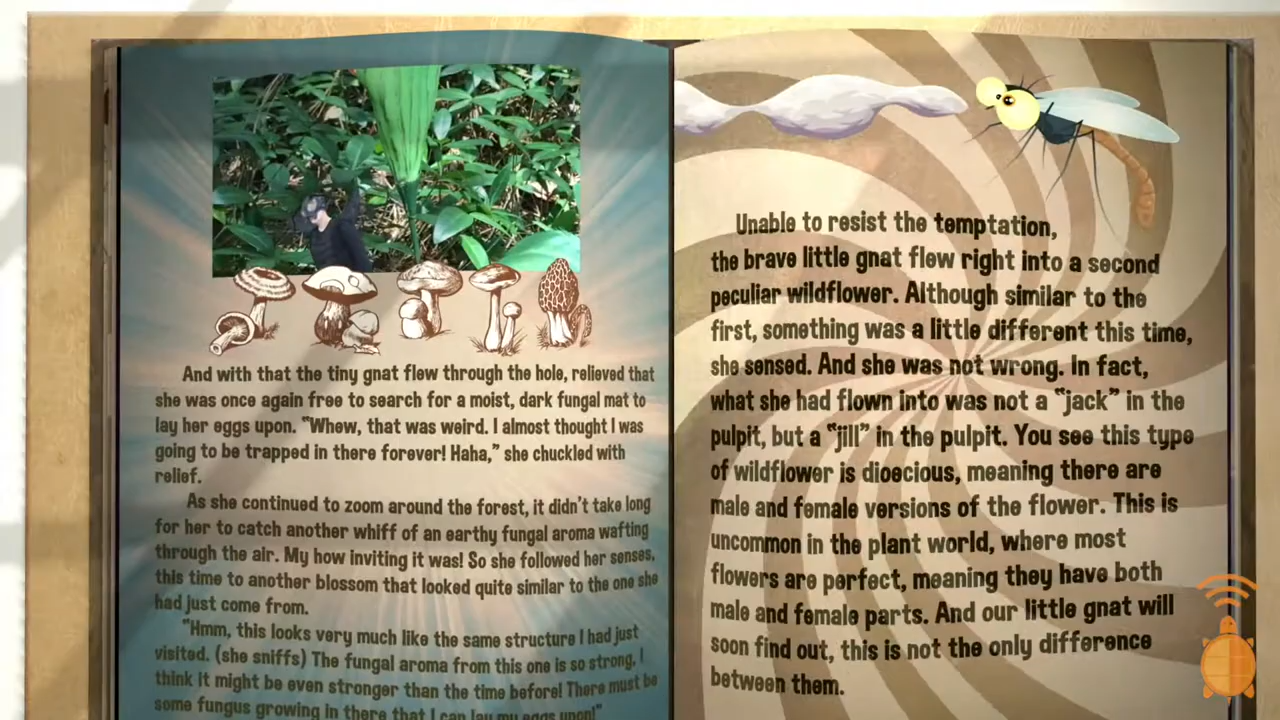 And with that the tiny gnat flew through the hole, relieved that
she was once again free to search for a moist, dark fungal mat to
lay her eggs upon. "Whew, that was weird. I almost thought I was
going to be trapped in there forever! Haha," she chuckled with
relief.
As she continued to zoom around the forest, it didn't take long
for her to catch another whiff of an earthy fungal aroma wafting
through the air. My how inviting it was! So she followed her senses,
this time to another blossom that looked quite similar to the one she
had just come from.
"Hmm, this looks very much like the same structure I had just
visited. (she sniffs) The fungal aroma from this one is so strong, I
think it might be even stronger than the time before! There must be
some fungus growing in there that I can lay my eggs upon!"
Unable to resist the temptation,
the brave little gnat flew right into a second
peculiar wildflower. Although similar to the
first, something was a little different this time,
she sensed. And she was not wrong. In fact,
what she had flown into was not a "jack" in the
pulpit, but a "jill" in the pulpit. You see this type
of wildflower is dioecious, meaning there are
male and female versions of the flower. This is
uncommon in the plant world, where most
flowers are perfect, meaning they have both
male and female parts. And our little gnat will
soon find out, this is not the only difference
between them.